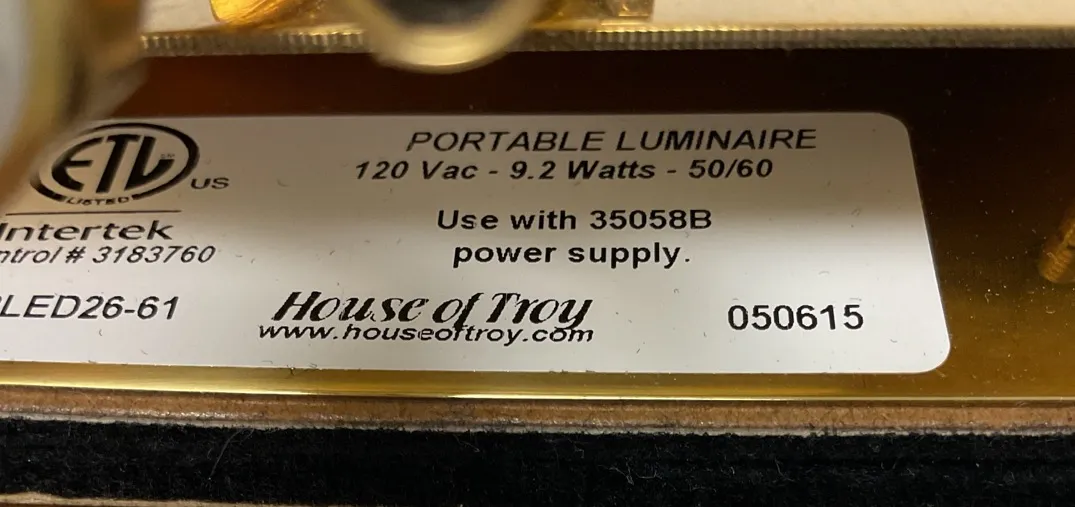 ETL
LISTED
US
Intertek
ntrol # 3183760
LED26-61
PORTABLE LUMINAIRE
120 Vac - 9.2 Watts - 50/60
Use with 35058B
power supply.
House of Troy
www.houseoftroy.com
050615